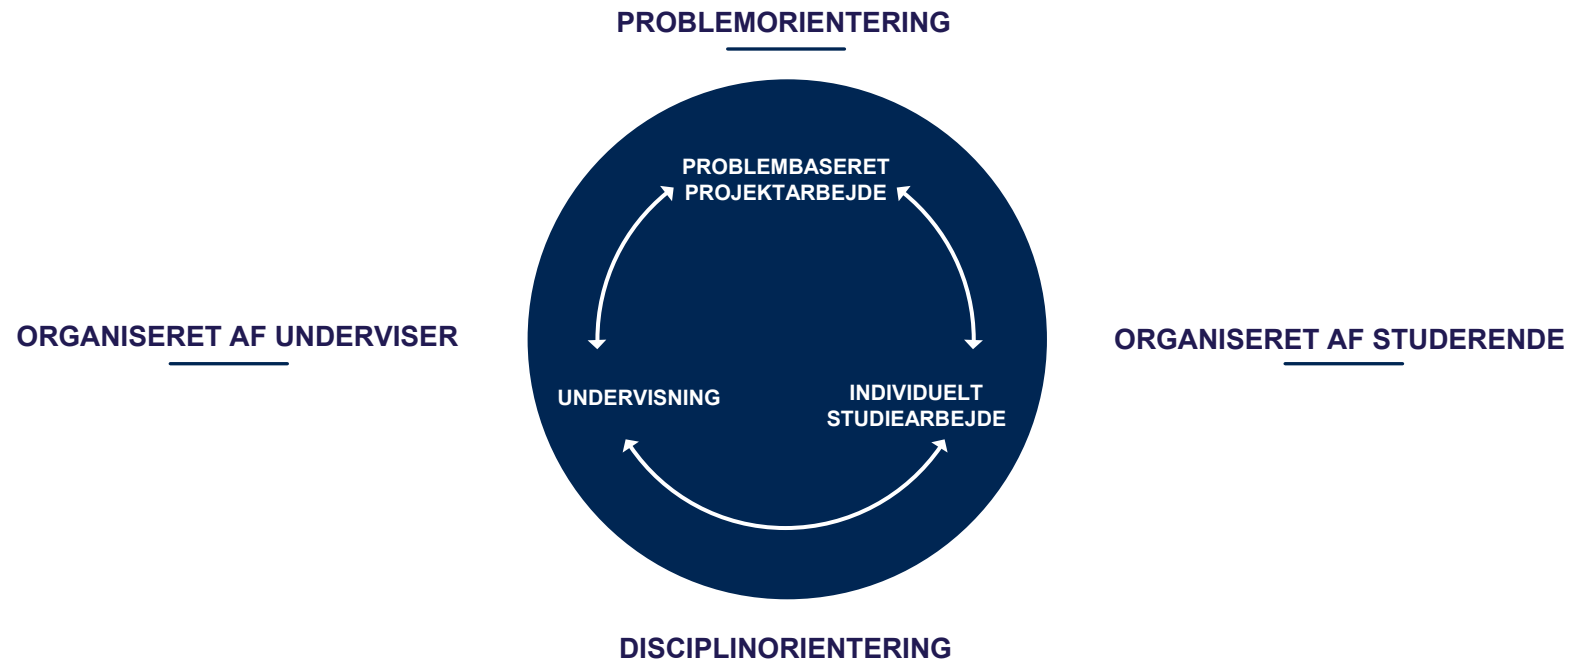 PROBLEMORIENTERING
PROBLEMBASERET
PROJEKTARBEJDE
ORGANISERET AF UNDERVISER
ORGANISERET AF STUDERENDE
UNDERVISNING
INDIVIDUELT
STUDIEARBEJDE
DISCIPLINORIENTERING